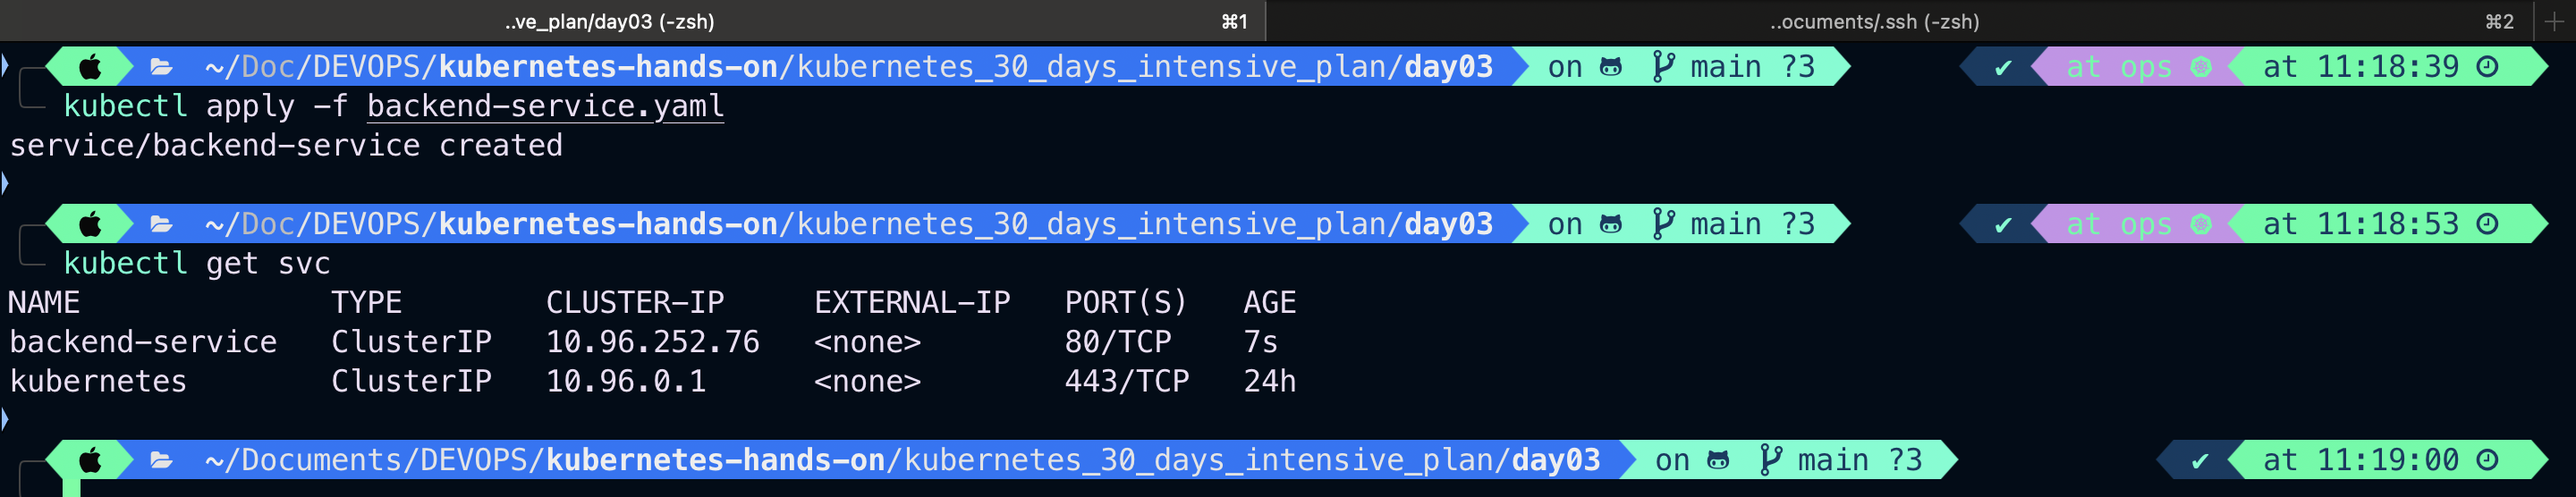 ..ve_plan/day03 (-zsh) ⌘1 ..ocuments/.ssh (-zsh) ⌘2 +
~/Doc/DEVOPS/kubernetes-hands-on/kubernetes_30_days_intensive_plan/day03 on main ?3 ✔ at ops at 11:18:39
kubectl apply -f backend-service.yaml
service/backend-service created
~/Doc/DEVOPS/kubernetes-hands-on/kubernetes_30_days_intensive_plan/day03 on main ?3 ✔ at ops at 11:18:53
kubectl get svc
NAME TYPE CLUSTER-IP EXTERNAL-IP PORT(S) AGE
backend-service ClusterIP 10.96.252.76 <none> 80/TCP 7s
kubernetes ClusterIP 10.96.0.1 <none> 443/TCP 24h
~/Documents/DEVOPS/kubernetes-hands-on/kubernetes_30_days_intensive_plan/day03 on main ?3 ✔ at 11:19:00